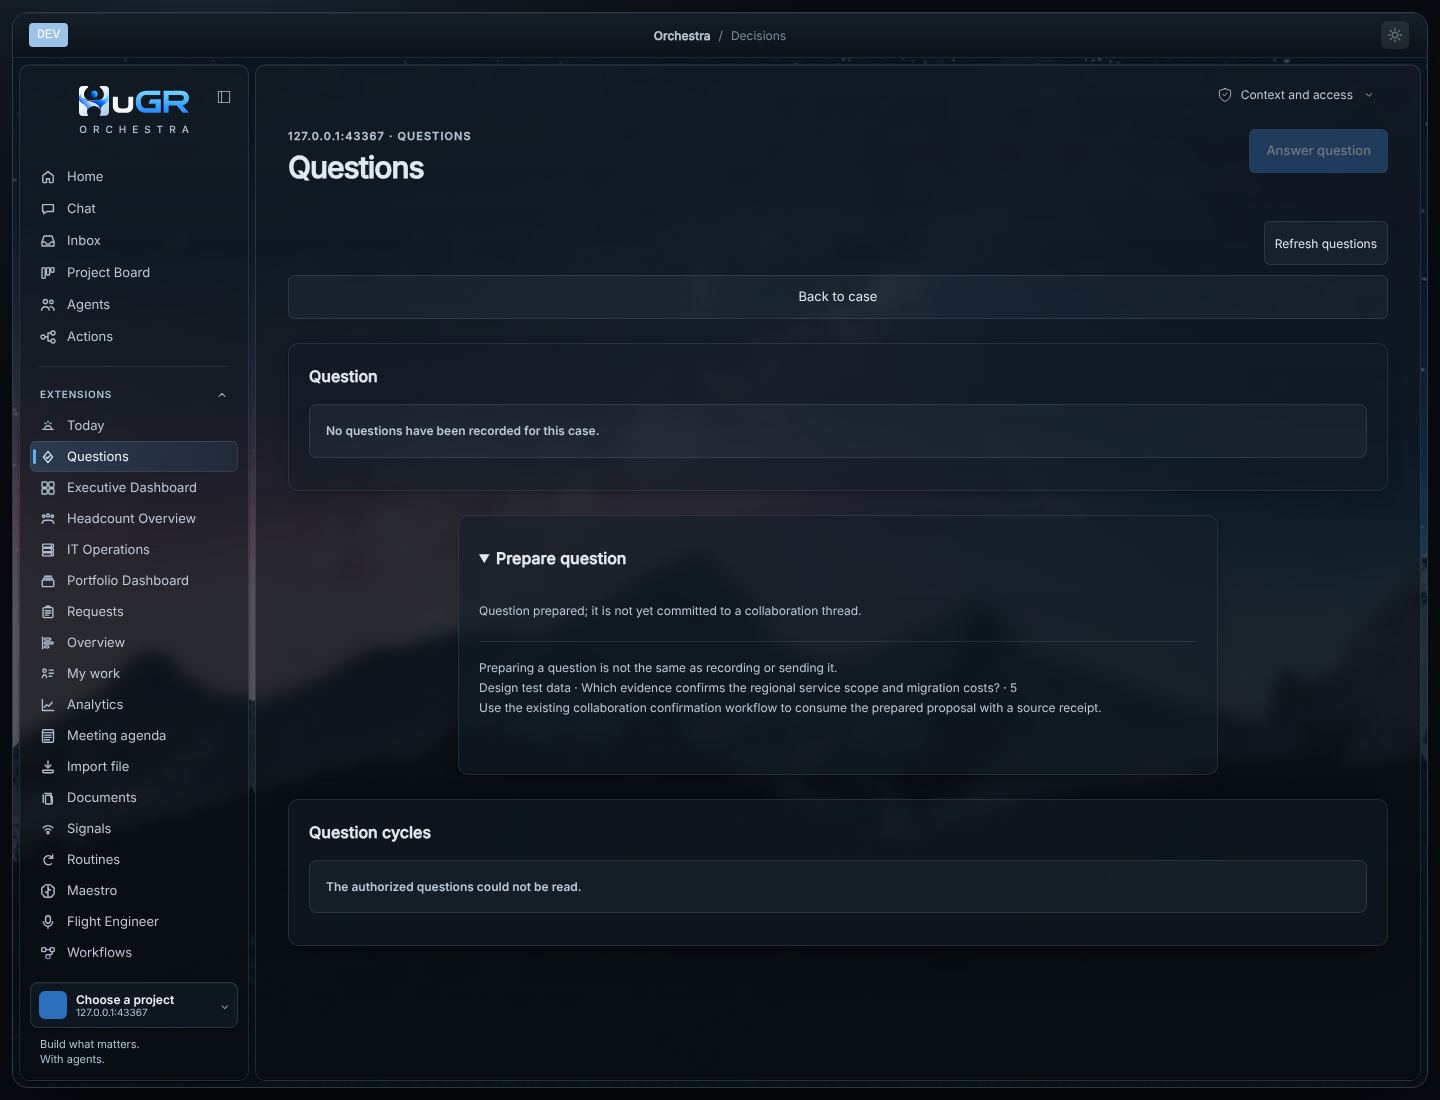 DEV
Orchestra / Decisions
HuGR
ORCHESTRA
Home
Chat
Inbox
Project Board
Agents
Actions
EXTENSIONS
Today
Questions
Executive Dashboard
Headcount Overview
IT Operations
Portfolio Dashboard
Requests
Overview
My work
Analytics
Meeting agenda
Import file
Documents
Signals
Routines
Maestro
Flight Engineer
Workflows
Choose a project
127.0.0.1:43367
Build what matters.
With agents.
Context and access
127.0.0.1:43367 · QUESTIONS
Questions
Answer question
Refresh questions
Back to case
Question
No questions have been recorded for this case.
▼ Prepare question
Question prepared; it is not yet committed to a collaboration thread.
Preparing a question is not the same as recording or sending it.
Design test data · Which evidence confirms the regional service scope and migration costs? · 5
Use the existing collaboration confirmation workflow to consume the prepared proposal with a source receipt.
Question cycles
The authorized questions could not be read.